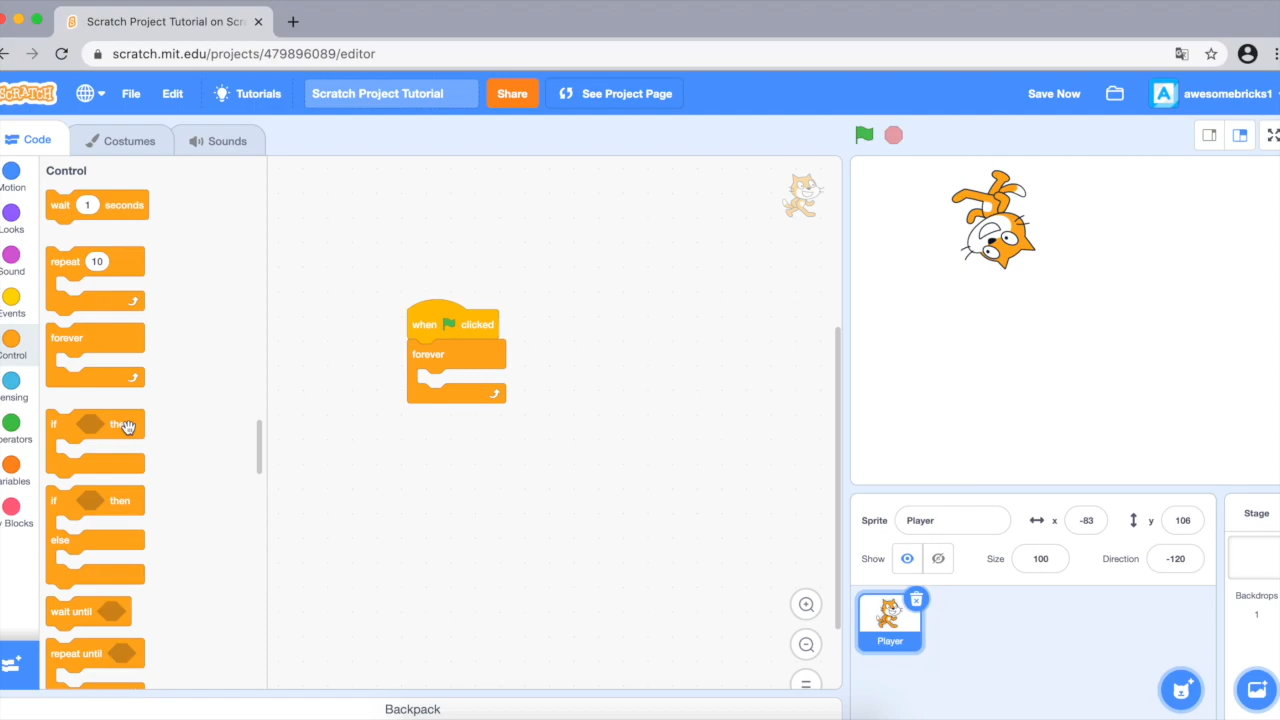 Scratch Project Tutorial on Scr
scratch.mit.edu/projects/479896089/editor
SCRATCH
File
Edit
Tutorials
Scratch Project Tutorial
Share
See Project Page
Save Now
A
awesomebricks1
Code
Costumes
Sounds
Motion
Looks
Sound
Events
Control
ensing
perators
ariables
y Blocks
Control
wait 1 seconds
repeat 10
forever
if then
if then
else
wait until
repeat until
when clicked
forever
Sprite Player x -83 y 106
Show Size 100 Direction -120
Player
Stage
Backdrops
1
Backpack